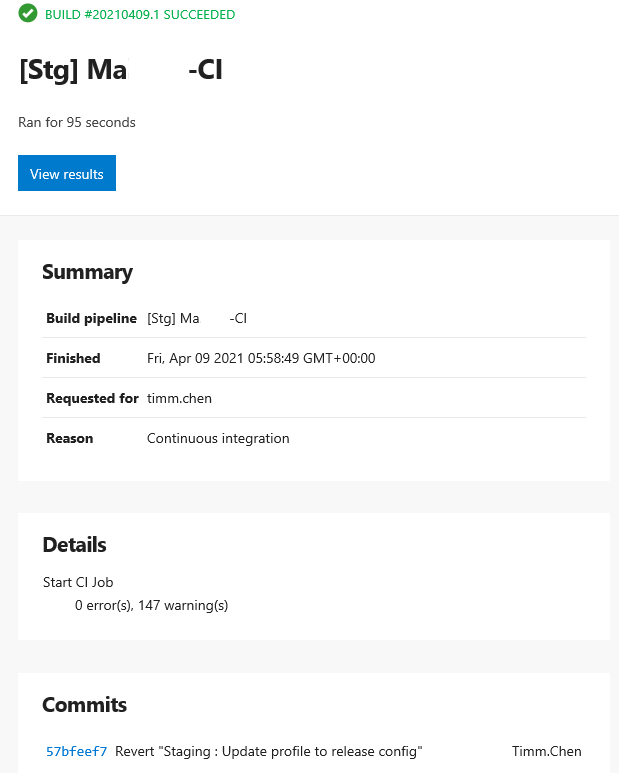 BUILD #20210409.1 SUCCEEDED
[Stg] Ma -CI
Ran for 95 seconds
View results
Summary
Build pipeline [Stg] Ma -CI
Finished Fri, Apr 09 2021 05:58:49 GMT+00:00
Requested for timm.chen
Reason Continuous integration
Details
Start CI Job
0 error(s), 147 warning(s)
Commits
57bfeef7 Revert "Staging : Update profile to release config" Timm.Chen